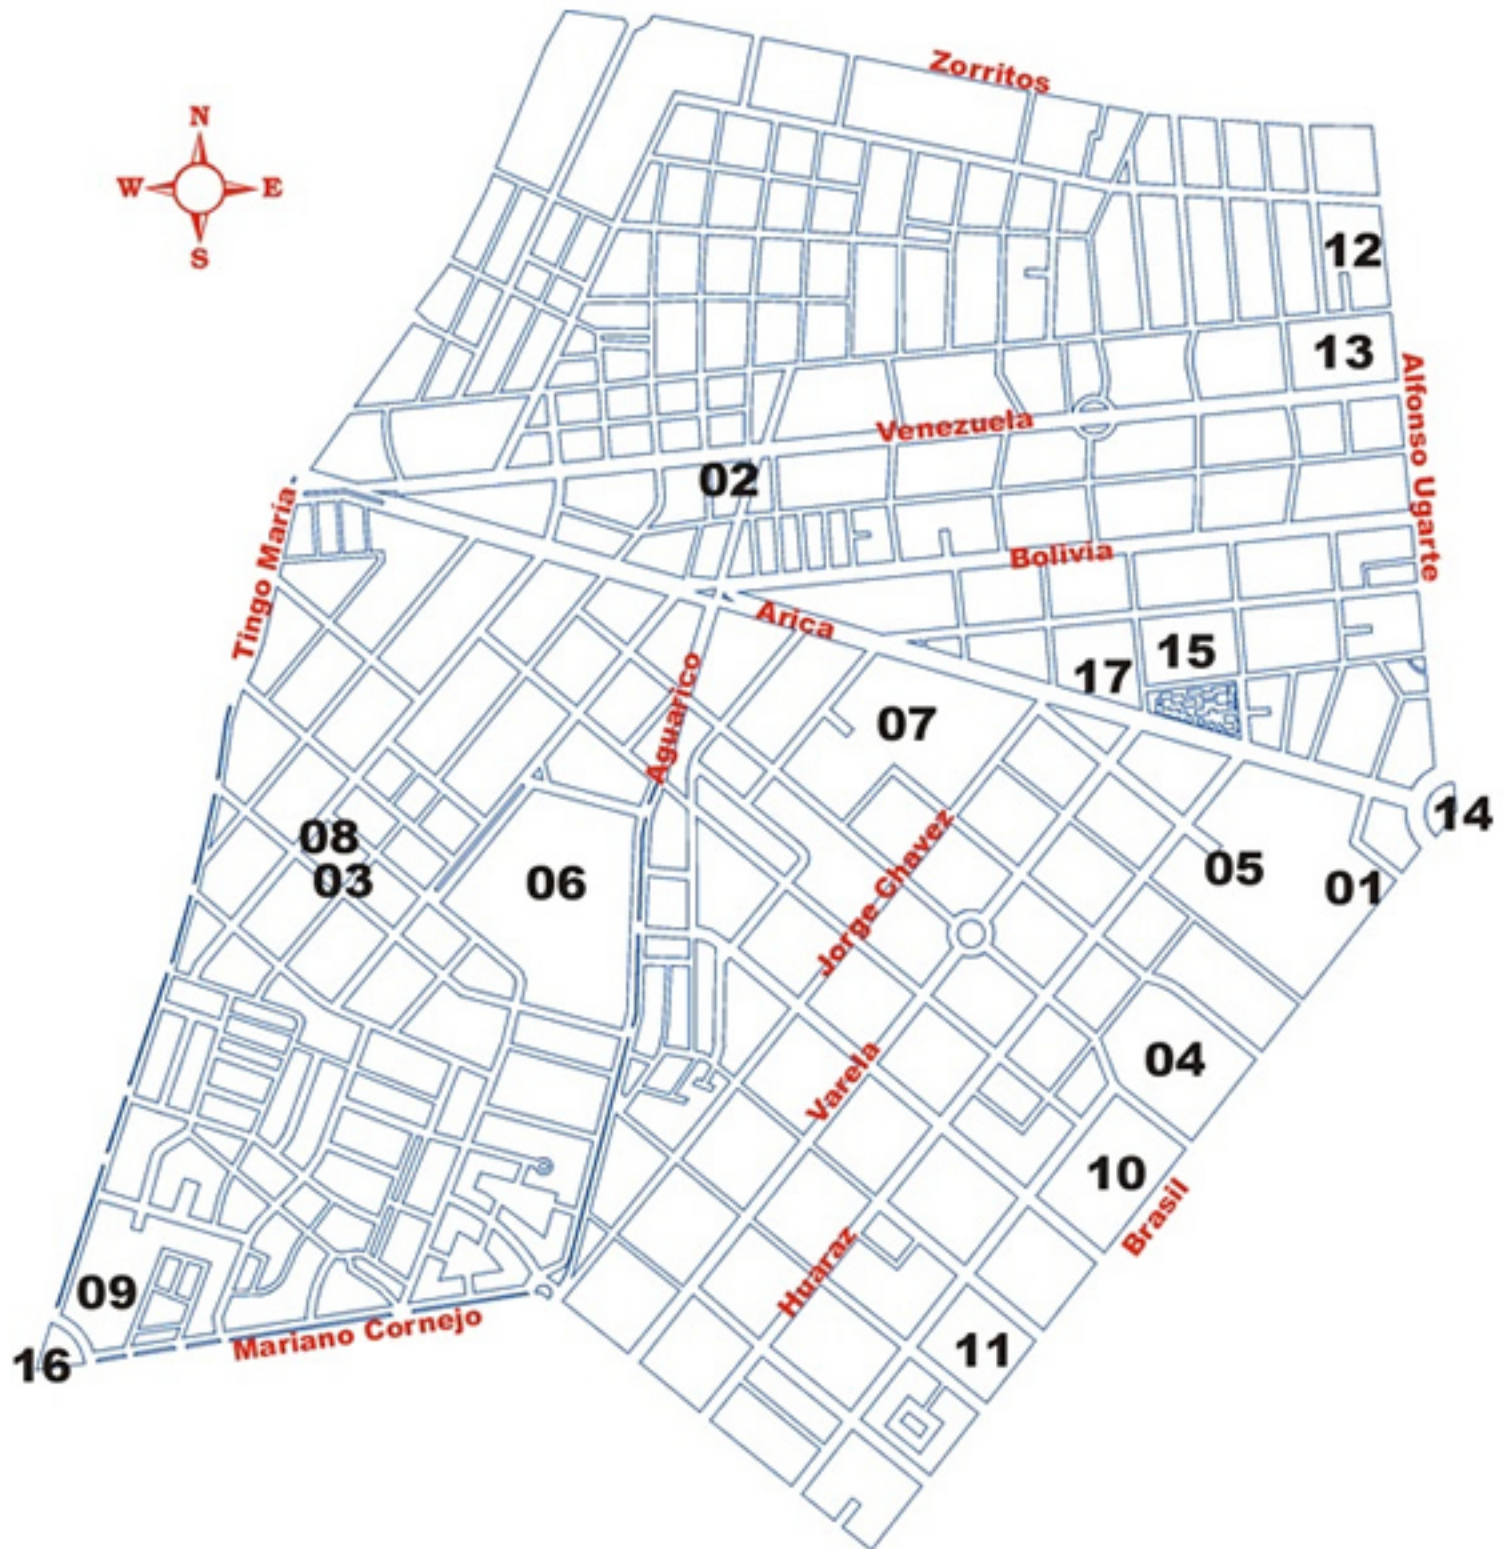 Zorritos
N
W
E
S
12
13
Alfonso Ugarte
Venezuela
02
Tingo María
Bolivia
Arica
15
17
Aguarico
07
14
08
03
06
05
01
Jorge Chavez
04
Varela
10
Brasil
Huaraz
09
11
Mariano Cornejo
16